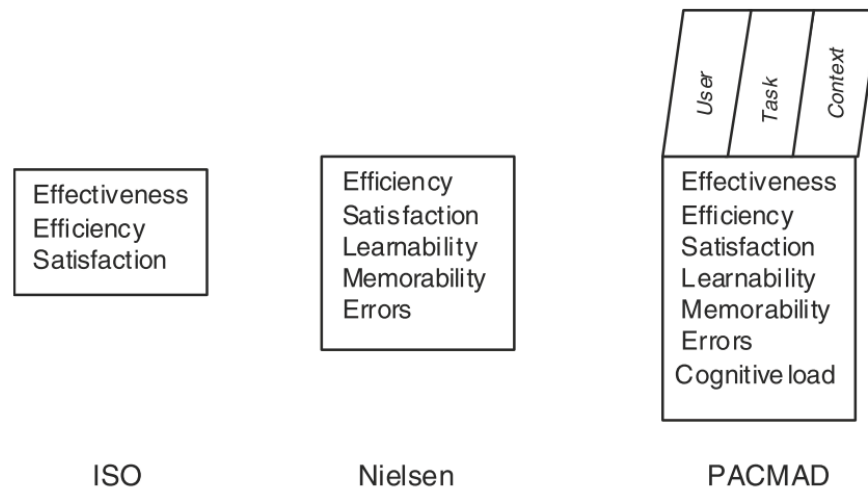 User
Task
Context
Effectiveness
Efficiency
Satisfaction
ISO
Efficiency
Satisfaction
Learnability
Memorability
Errors
Nielsen
Effectiveness
Efficiency
Satisfaction
Learnability
Memorability
Errors
Cognitive load
PACMAD